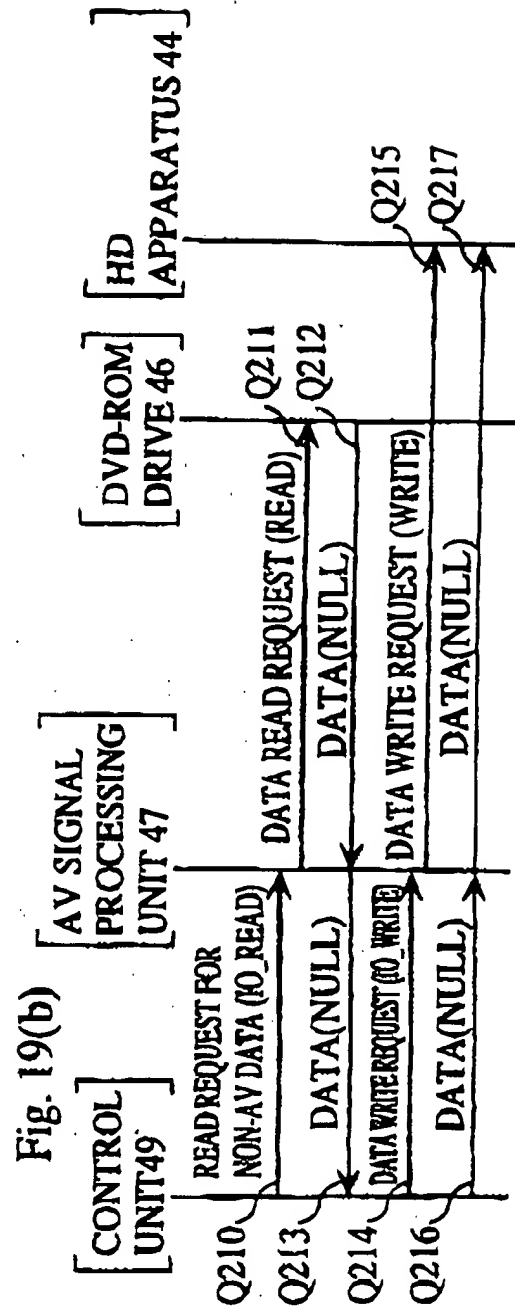 Fig. 19(b)
CONTROL
UNIT49
AV SIGNAL
PROCESSING
UNIT 47
DVD-ROM
DRIVE 46
HD
APPARATUS 44
Q210
READ REQUEST FOR
NON-AV DATA (IO_READ)
DATA READ REQUEST (READ)
Q211
Q212
DATA(NULL)
Q213
DATA(NULL)
Q214
DATA WRITE REQUEST (IO_WRITE)
DATA WRITE REQUEST (WRITE)
Q215
Q216
DATA(NULL)
DATA(NULL)
Q217